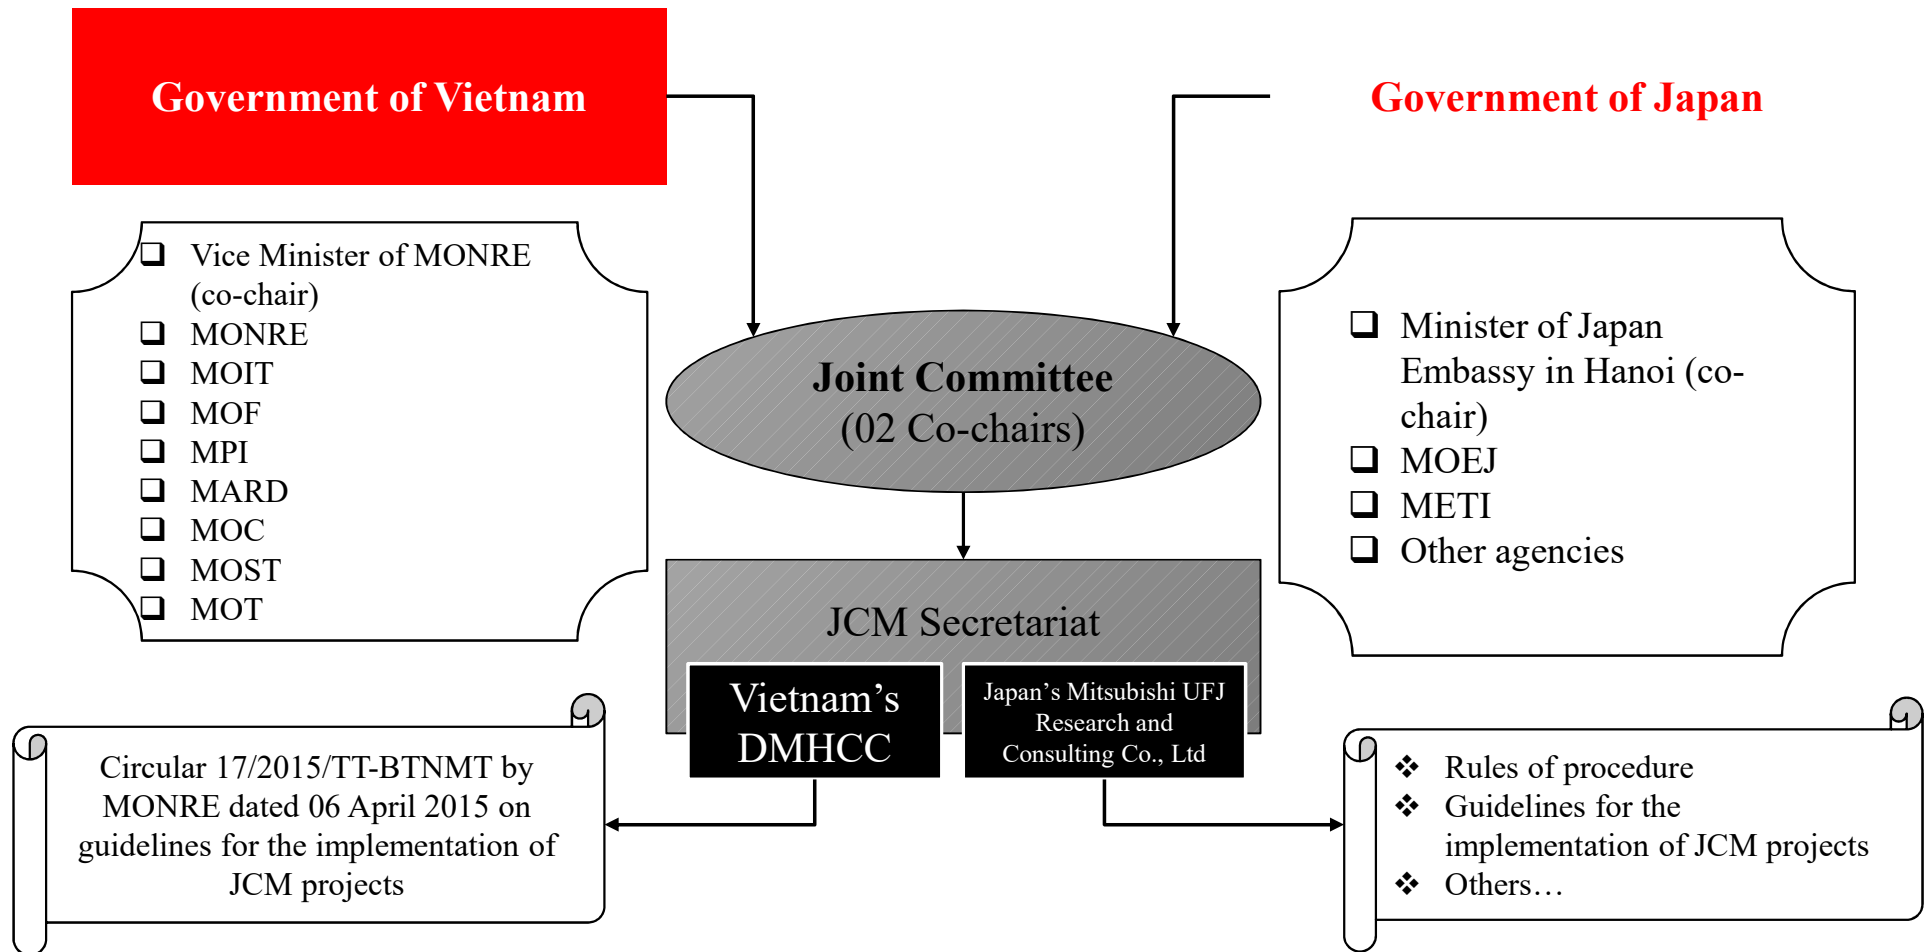 Government of Vietnam
Government of Japan
Vice Minister of MONRE
(co-chair)
MONRE
MOIT
MOF
MPI
MARD
MOC
MOST
MOT
Joint Committee
(02 Co-chairs)
Minister of Japan
Embassy in Hanoi (co-
chair)
MOEJ
METI
Other agencies
JCM Secretariat
Vietnam’s
DMHCC
Japan’s Mitsubishi UFJ
Research and
Consulting Co., Ltd
Circular 17/2015/TT-BTNMT by
MONRE dated 06 April 2015 on
guidelines for the implementation of
JCM projects
Rules of procedure
Guidelines for the
implementation of JCM projects
Others…